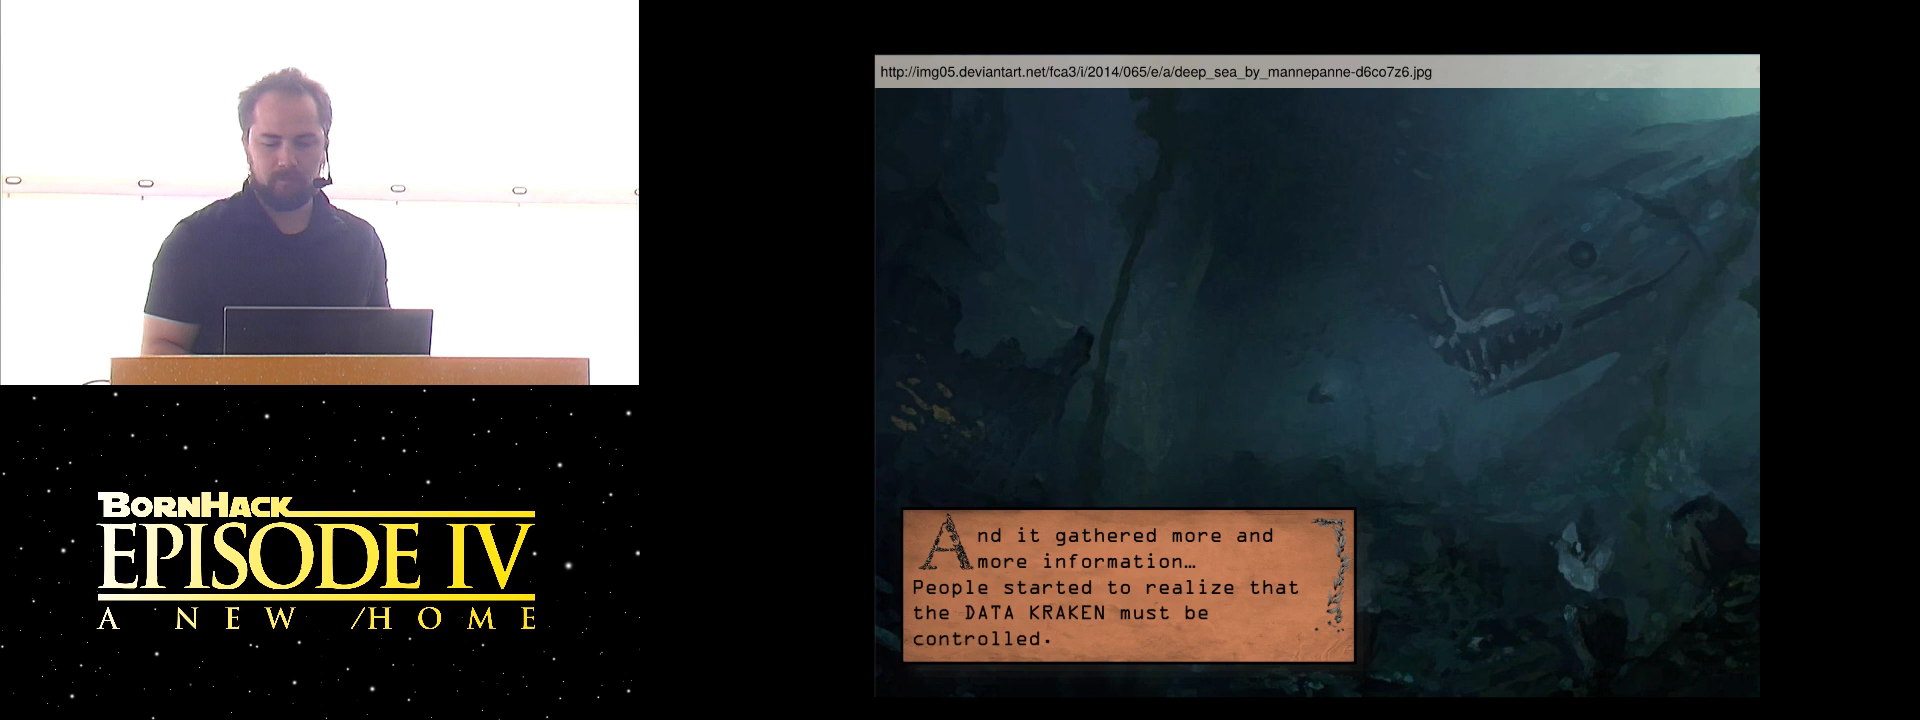 http://img05.deviantart.net/fca3/i/2014/065/e/a/deep_sea_by_mannepanne-d6co7z6.jpg
And it gathered more and
more information…
People started to realize that
the DATA KRAKEN must be
controlled.
BORNHACK
EPISODE IV
A NEW /HOME